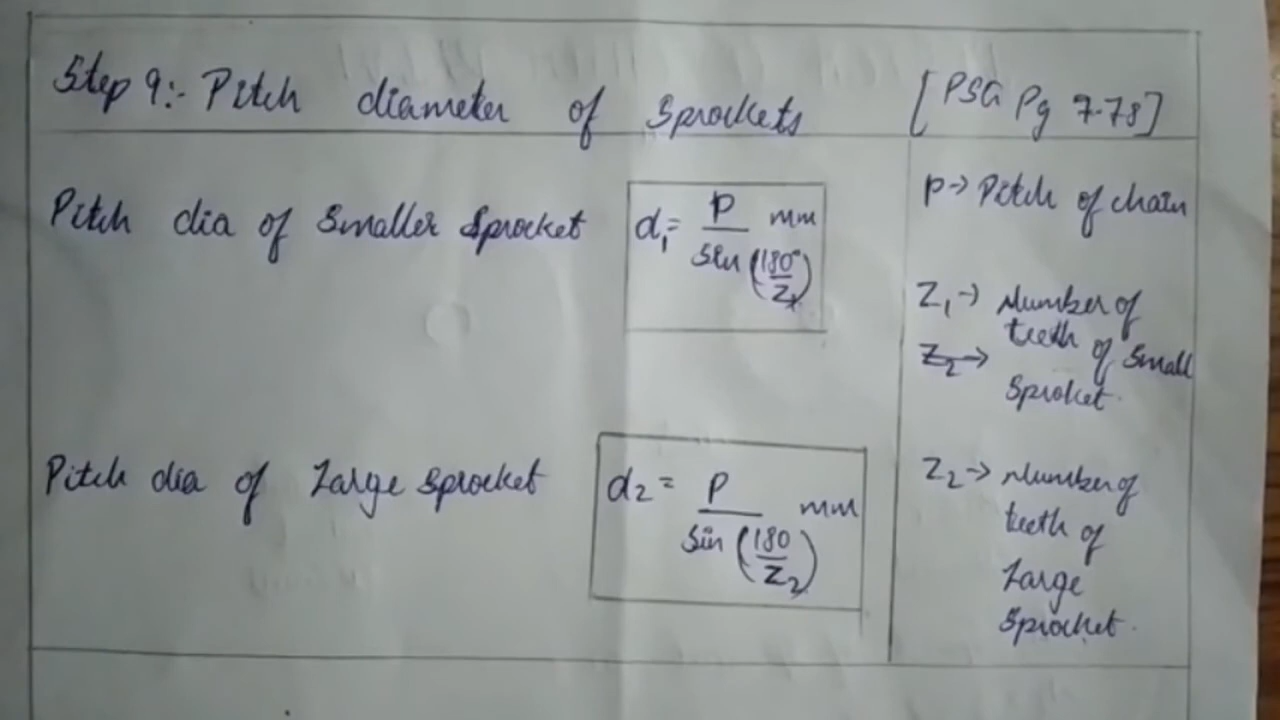 Step 9:- Pitch diameter of Sprockets [PSG Pg 7.78]
Pitch dia of Smaller Sprocket d₁ = P / sin (180° / Z₁) mm
P → Pitch of chain
Z₁ → Number of
teeth of Small
Z₂ →
Sproket.
Pitch dia of Large Sprocket d₂ = P / sin (180 / Z₂) mm
Z₂ → Number of
teeth of
Large
Sprocket.